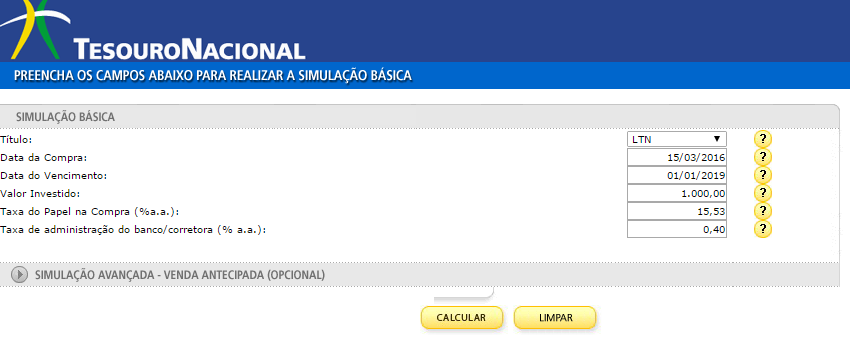 TESOURONACIONAL
PREENCHA OS CAMPOS ABAIXO PARA REALIZAR A SIMULAÇÃO BÁSICA
SIMULAÇÃO BÁSICA
Título: LTN ▼ ?
Data da Compra: 15/03/2016 ?
Data do Vencimento: 01/01/2019 ?
Valor Investido: 1.000,00 ?
Taxa do Papel na Compra (%a.a.): 15,53 ?
Taxa de administração do banco/corretora (% a.a.): 0,40 ?
SIMULAÇÃO AVANÇADA - VENDA ANTECIPADA (OPCIONAL)
CALCULAR LIMPAR